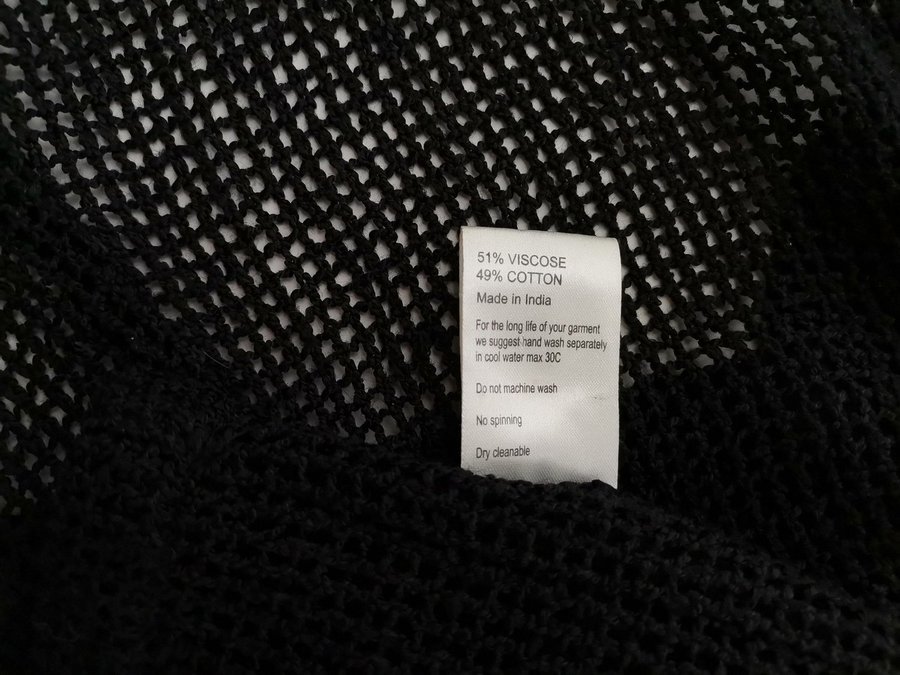 51% VISCOSE
49% COTTON
Made in India
For the long life of your garment
we suggest hand wash separately
in cool water max 30C
Do not machine wash
No spinning
Dry cleanable